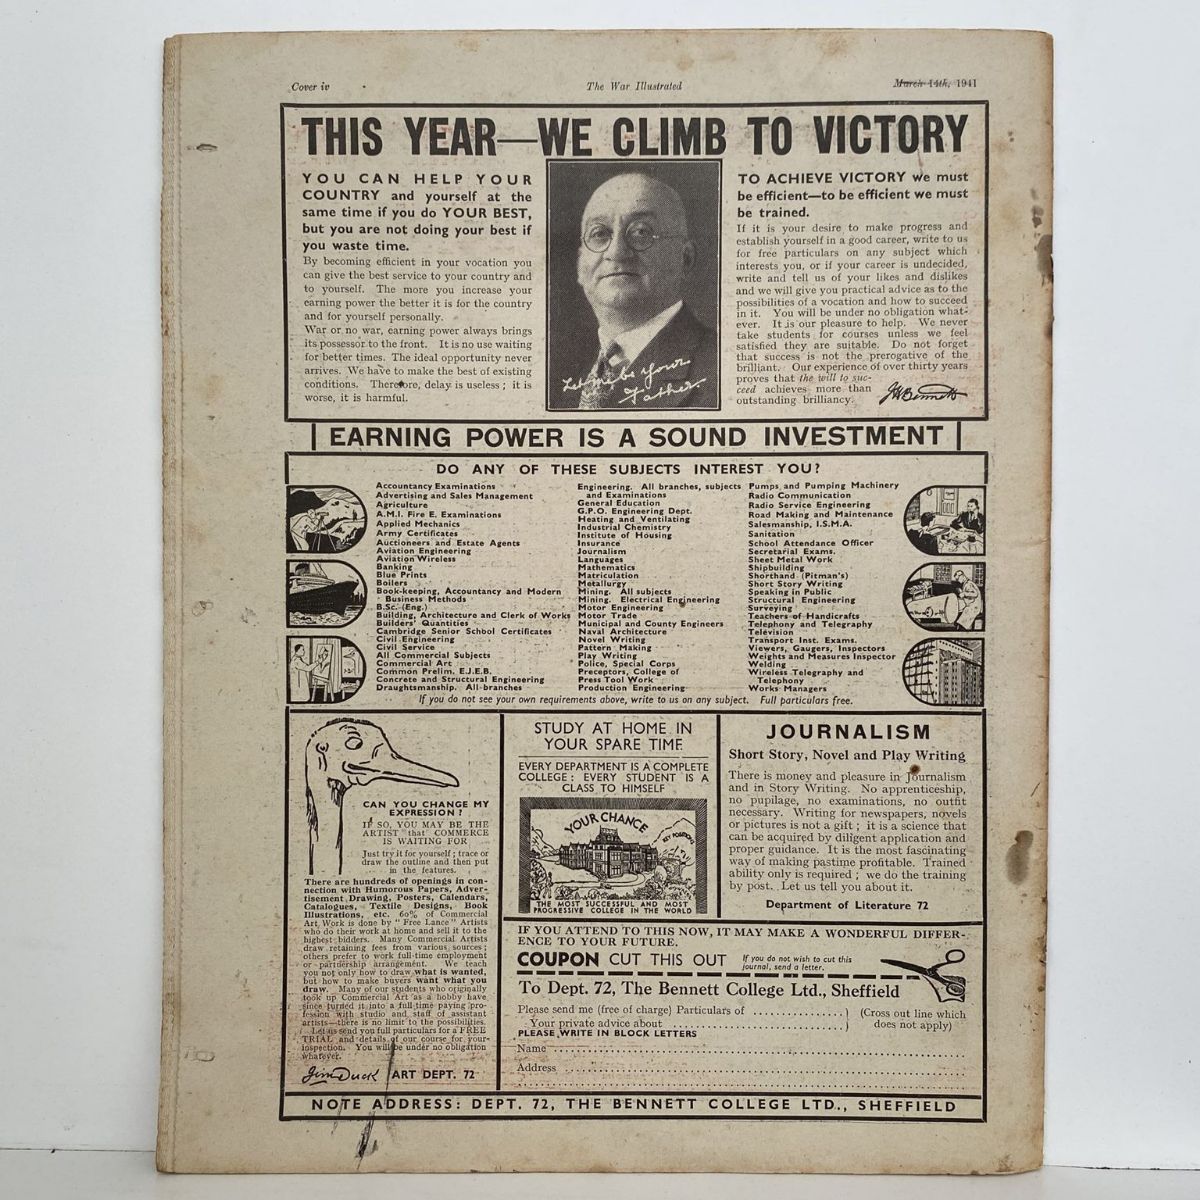 Cover iv
The War Illustrated
March 14th, 1941
THIS YEAR—WE CLIMB TO VICTORY
YOU CAN HELP YOUR
COUNTRY and yourself at the
same time if you do YOUR BEST,
but you are not doing your best if
you waste time.
By becoming efficient in your vocation you
can give the best service to your country and
to yourself. The more you increase your
earning power the better it is for the country
and for yourself personally.
War or no war, earning power always brings
its possessor to the front. It is no use waiting
for better times. The ideal opportunity never
arrives. We have to make the best of existing
conditions. Therefore, delay is useless; it is
worse, it is harmful.
Let me be your
Father
TO ACHIEVE VICTORY we must
be efficient—to be efficient we must
be trained.
If it is your desire to make progress and
establish yourself in a good career, write to us
for free particulars on any subject which
interests you, or if your career is undecided,
write and tell us of your likes and dislikes
and we will give you practical advice as to the
possibilities of a vocation and how to succeed
in it. You will be under no obligation what-
ever. It is our pleasure to help. We never
take students for courses unless we feel
satisfied they are suitable. Do not forget
that success is not the prerogative of the
brilliant. Our experience of over thirty years
proves that the will to suc-
ceed achieves more than
outstanding brilliancy.
J.W. Bennett
EARNING POWER IS A SOUND INVESTMENT
DO ANY OF THESE SUBJECTS INTEREST YOU?
Accountancy Examinations
Advertising and Sales Management
Agriculture
A.M.I. Fire E. Examinations
Applied Mechanics
Army Certificates
Auctioneers and Estate Agents
Aviation Engineering
Aviation Wireless
Banking
Blue Prints
Boilers
Book-keeping, Accountancy and Modern
Business Methods
B.Sc. (Eng.)
Building, Architecture and Clerk of Works
Builders' Quantities
Cambridge Senior School Certificates
Civil Engineering
Civil Service
All Commercial Subjects
Commercial Art
Common Prelim. E.J.E.B.
Concrete and Structural Engineering
Draughtsmanship. All branches
Engineering. All branches, subjects
and Examinations
General Education
G.P.O. Engineering Dept.
Heating and Ventilating
Industrial Chemistry
Institute of Housing
Insurance
Journalism
Languages
Mathematics
Matriculation
Metallurgy
Mining. All subjects
Mining. Electrical Engineering
Motor Engineering
Motor Trade
Municipal and County Engineers
Naval Architecture
Novel Writing
Pattern Making
Play Writing
Police, Special Corps
Preceptors, College of
Press Tool Work
Production Engineering
Pumps and Pumping Machinery
Radio Communication
Radio Service Engineering
Road Making and Maintenance
Salesmanship, I.S.M.A.
Sanitation
School Attendance Officer
Secretarial Exams.
Sheet Metal Work
Shipbuilding
Shorthand (Pitman's)
Short Story Writing
Speaking in Public
Structural Engineering
Surveying
Teachers of Handicrafts
Telephony and Telegraphy
Television
Transport Inst. Exams.
Viewers, Gaugers, Inspectors
Weights and Measures Inspector
Welding
Wireless Telegraphy and
Telephony
Works Managers
If you do not see your own requirements above, write to us on any subject. Full particulars free.
CAN YOU CHANGE MY
EXPRESSION?
IF SO, YOU MAY BE THE
ARTIST that COMMERCE
IS WAITING FOR
Just try it for yourself; trace or
draw the outline and then put
in the features.
There are hundreds of openings in con-
nection with Humorous Papers, Adver-
tisement Drawing, Posters, Calendars,
Catalogues, Textile Designs, Book
Illustrations, etc. 60% of Commercial
Art Work is done by "Free Lance" Artists
who do their work at home and sell it to the
highest bidders. Many Commercial Artists
draw retaining fees from various sources;
others prefer to work full-time employment
or partnership arrangement. We teach
you not only how to draw what is wanted,
but how to make buyers want what you
draw. Many of our students who originally
took up Commercial Art as a hobby have
since turned it into a full-time paying pro-
fession with studio and staff of assistant
artists—there is no limit to the possibilities.
Let us send you full particulars for a FREE
TRIAL and details of our course for your
inspection. You will be under no obligation
whatever.
Jim Duck ART DEPT. 72
STUDY AT HOME IN
YOUR SPARE TIME
EVERY DEPARTMENT IS A COMPLETE
COLLEGE: EVERY STUDENT IS A
CLASS TO HIMSELF
YOUR CHANCE
KEY POSITIONS
THE MOST SUCCESSFUL AND MOST
PROGRESSIVE COLLEGE IN THE WORLD
JOURNALISM
Short Story, Novel and Play Writing
There is money and pleasure in Journalism
and in Story Writing. No apprenticeship,
no pupilage, no examinations, no outfit
necessary. Writing for newspapers, novels
or pictures is not a gift; it is a science that
can be acquired by diligent application and
proper guidance. It is the most fascinating
way of making pastime profitable. Trained
ability only is required; we do the training
by post. Let us tell you about it.
Department of Literature 72
IF YOU ATTEND TO THIS NOW, IT MAY MAKE A WONDERFUL DIFFER-
ENCE TO YOUR FUTURE.
COUPON CUT THIS OUT If you do not wish to cut this
journal, send a letter.
To Dept. 72, The Bennett College Ltd., Sheffield
Please send me (free of charge) Particulars of ................ } (Cross out line which
Your private advice about ................ } does not apply)
PLEASE WRITE IN BLOCK LETTERS
Name
Address
NOTE ADDRESS: DEPT. 72, THE BENNETT COLLEGE LTD., SHEFFIELD